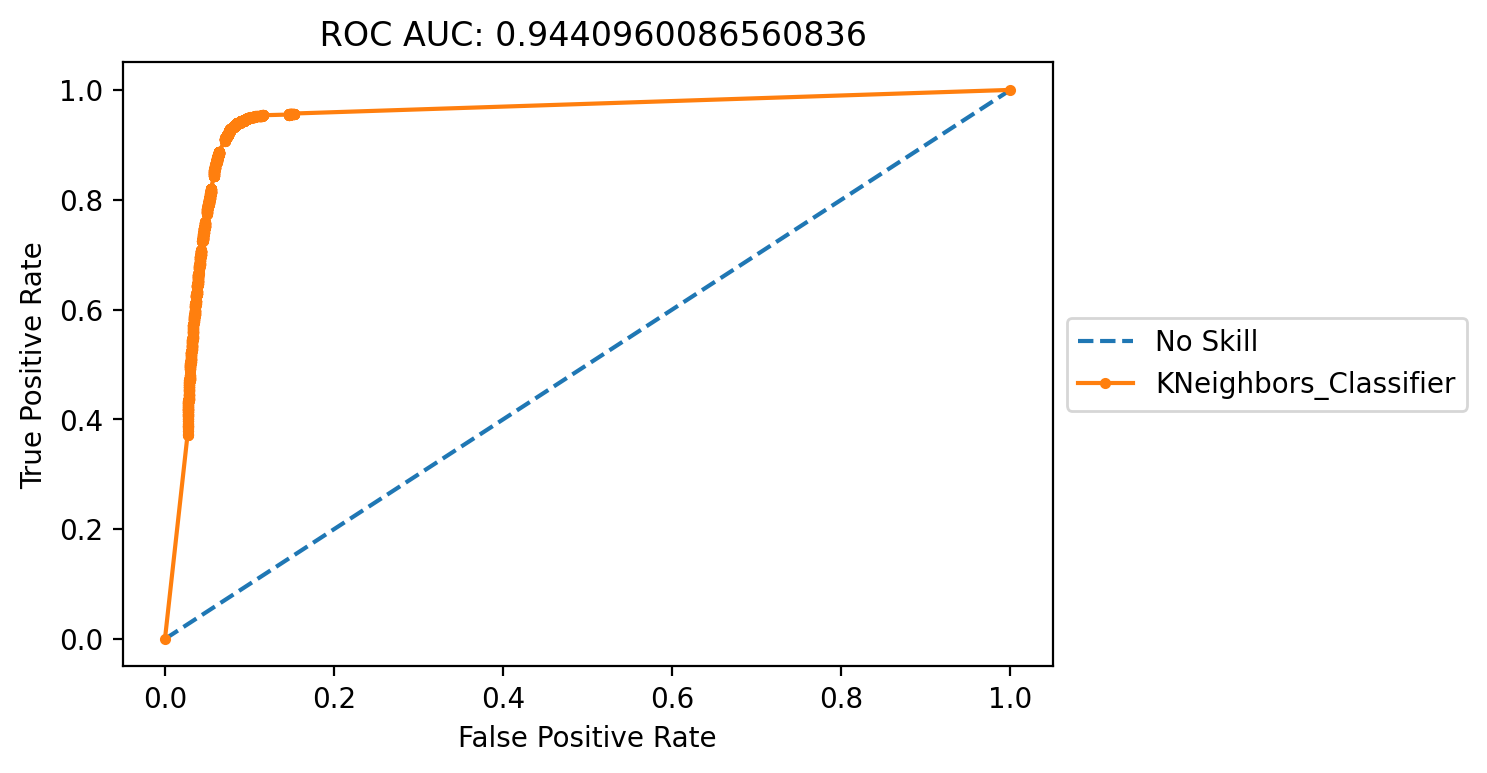 ROC AUC: 0.9440960086560836
1.0
0.8
0.6
0.4
0.2
0.0
True Positive Rate
0.0 0.2 0.4 0.6 0.8 1.0
False Positive Rate
No Skill
KNeighbors_Classifier